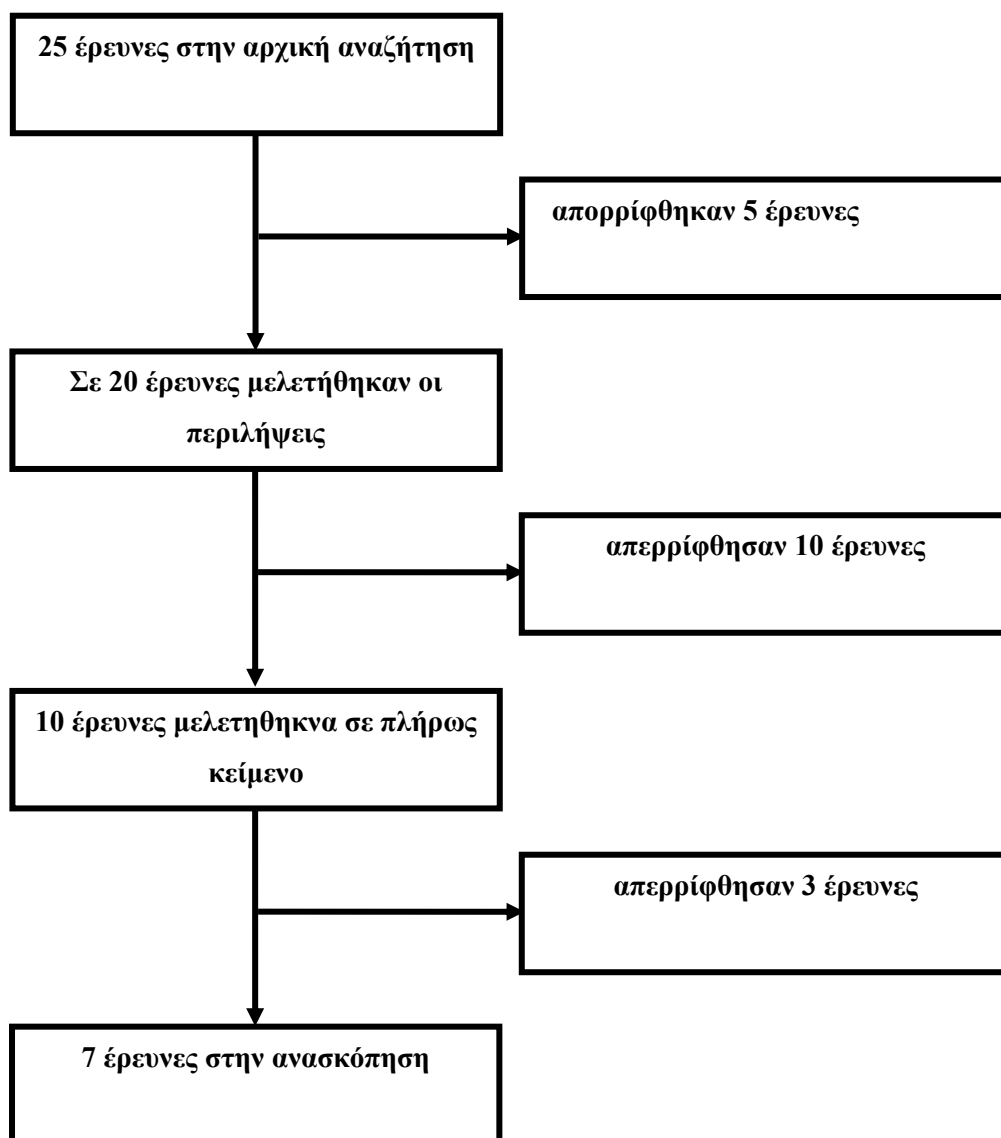 25 έρευνες στην αρχική αναζήτηση
απορρίφθηκαν 5 έρευνες
Σε 20 έρευνες μελετήθηκαν οι
περιλήψεις
απερρίφθησαν 10 έρευνες
10 έρευνες μελετηθηκνα σε πλήρως
κείμενο
απερρίφθησαν 3 έρευνες
7 έρευνες στην ανασκόπηση